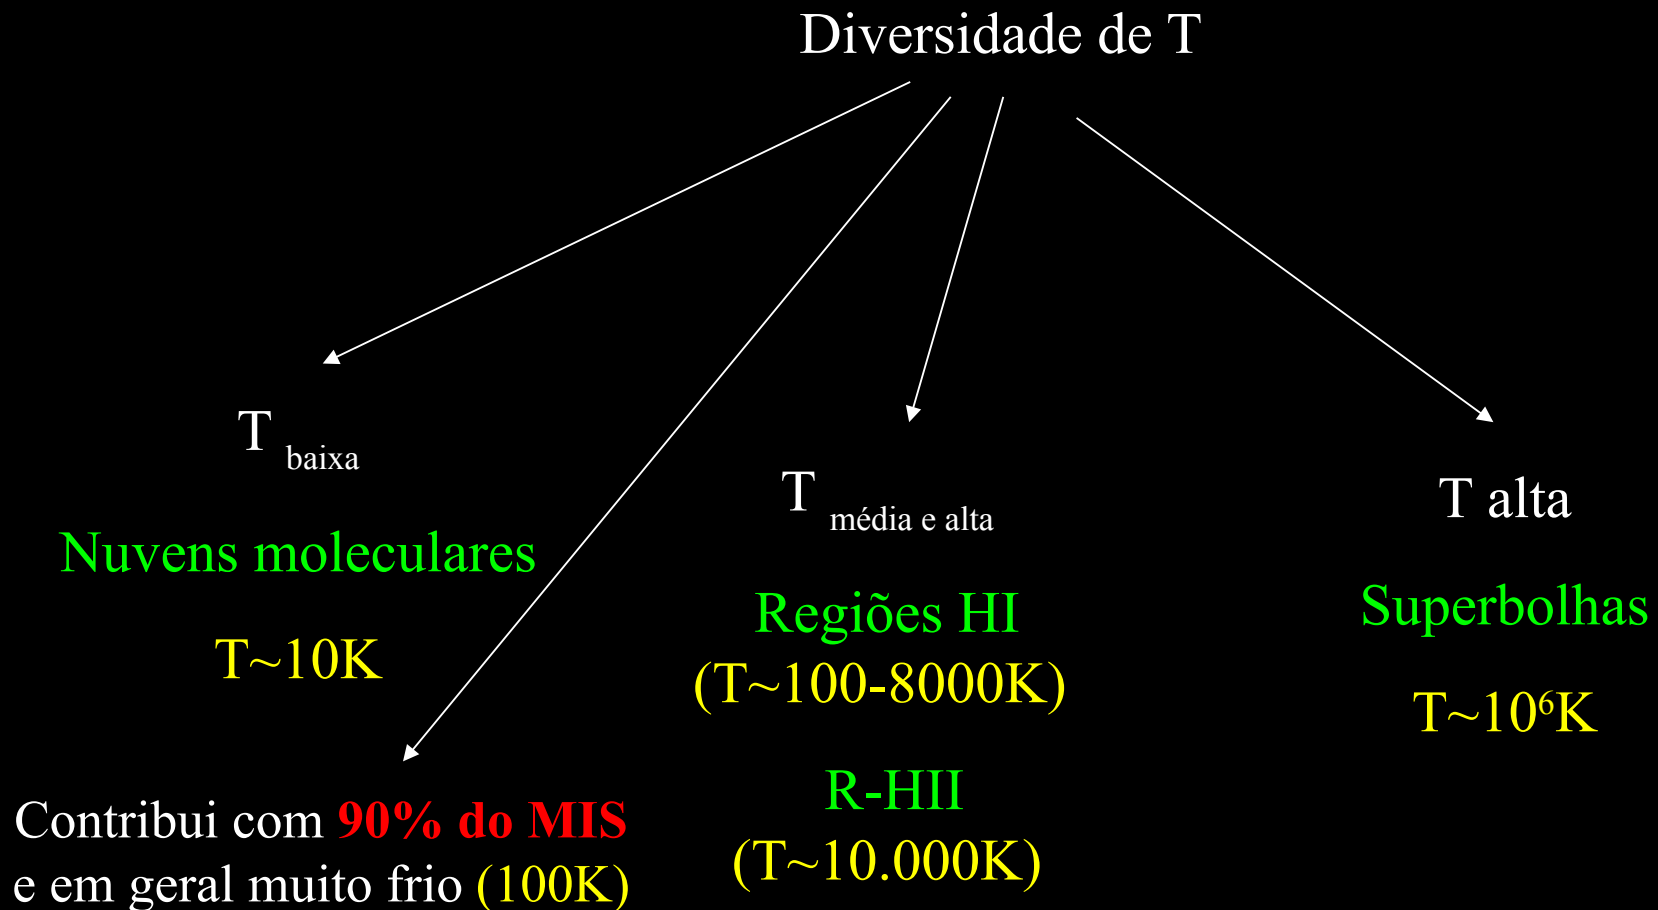 Diversidade de T
T baixa
Nuvens moleculares
T~10K
Contribui com 90% do MIS
e em geral muito frio (100K)
T média e alta
Regiões HI
(T~100-8000K)
R-HII
(T~10.000K)
T alta
Superbolhas
T~10⁶K